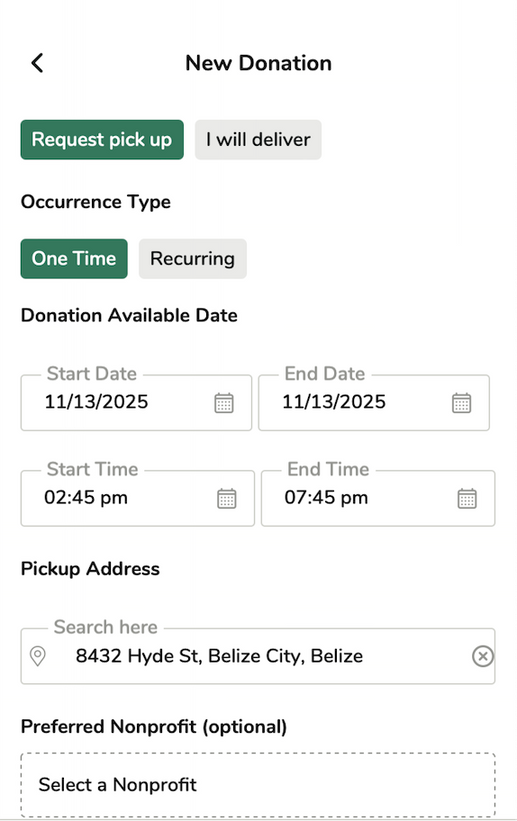 New Donation
Request pick up I will deliver
Occurrence Type
One Time Recurring
Donation Available Date
Start Date End Date
11/13/2025 11/13/2025
Start Time End Time
02:45 pm 07:45 pm
Pickup Address
Search here
8432 Hyde St, Belize City, Belize
Preferred Nonprofit (optional)
Select a Nonprofit